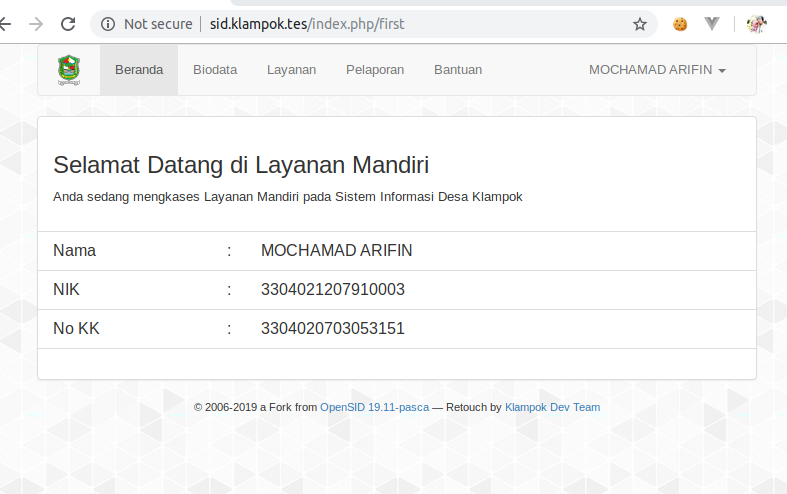 Not secure | sid.klampok.tes/index.php/first
Beranda Biodata Layanan Pelaporan Bantuan MOCHAMAD ARIFIN
Selamat Datang di Layanan Mandiri
Anda sedang mengkases Layanan Mandiri pada Sistem Informasi Desa Klampok
Nama : MOCHAMAD ARIFIN
NIK : 3304021207910003
No KK : 3304020703053151
© 2006-2019 a Fork from OpenSID 19.11-pasca — Retouch by Klampok Dev Team